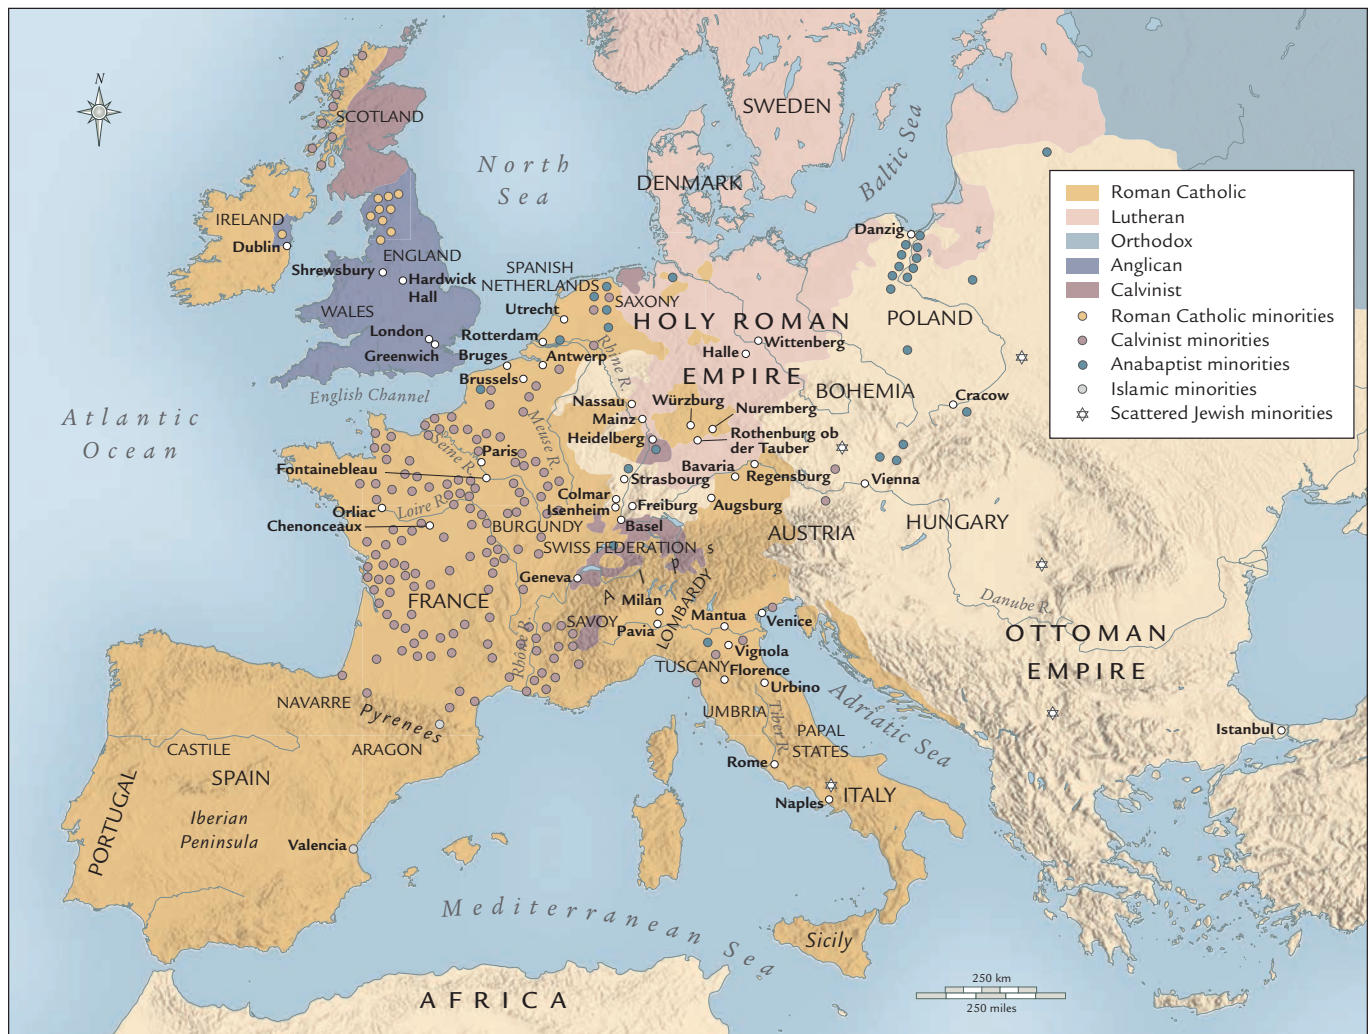 N
SCOTLAND
North
Sea
SWEDEN
Baltic Sea
DENMARK
IRELAND
Dublin
ENGLAND
Shrewsbury
Hardwick
Hall
WALES
London
Greenwich
English Channel
Atlantic
Ocean
SPANISH
NETHERLANDS
Utrecht
SAXONY
Rotterdam
Bruges
Antwerp
Brussels
Rhine R.
Meuse R.
HOLY ROMAN
EMPIRE
Wittenberg
Halle
Danzig
POLAND
BOHEMIA
Cracow
Nassau
Mainz
Heidelberg
Würzburg
Nuremberg
Rothenburg ob
der Tauber
Bavaria
Regensburg
Vienna
Strasbourg
Colmar
Isenheim
Freiburg
Augsburg
Basel
AUSTRIA
HUNGARY
Paris
Seine R.
Fontainebleau
Orliac
Loire R.
Chenonceaux
BURGUNDY
SWISS FEDERATION
Geneva
Alps
FRANCE
SAVOY
Rhône R.
Milan
Pavia
LOMBARDY
Mantua
Venice
Vignola
TUSCANY
Florence
Urbino
UMBRIA
Tiber R.
PAPAL
STATES
Rome
Naples
ITALY
Adriatic Sea
Danube R.
OTTOMAN
EMPIRE
Istanbul
NAVARRE
Pyrenees
CASTILE
ARAGON
SPAIN
PORTUGAL
Iberian
Peninsula
Valencia
Mediterranean Sea
Sicily
AFRICA
250 km
250 miles
Roman Catholic
Lutheran
Orthodox
Anglican
Calvinist
Roman Catholic minorities
Calvinist minorities
Anabaptist minorities
Islamic minorities
Scattered Jewish minorities